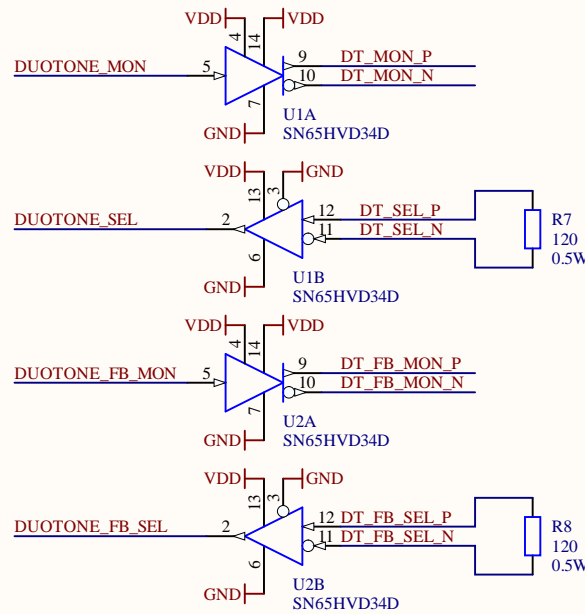 VDD 4 14 VDD
DUOTONE_MON 5 9 DT_MON_P
10 DT_MON_N
7 U1A
GND SN65HVD34D
VDD 13 3 GND
DUOTONE_SEL 2 12 DT_SEL_P R7
11 DT_SEL_N 120
6 0.5W
GND U1B
SN65HVD34D
VDD 4 14 VDD
DUOTONE_FB_MON 5 9 DT_FB_MON_P
10 DT_FB_MON_N
7 U2A
GND SN65HVD34D
VDD 13 3 GND
DUOTONE_FB_SEL 2 12 DT_FB_SEL_P R8
11 DT_FB_SEL_N 120
6 0.5W
GND U2B
SN65HVD34D